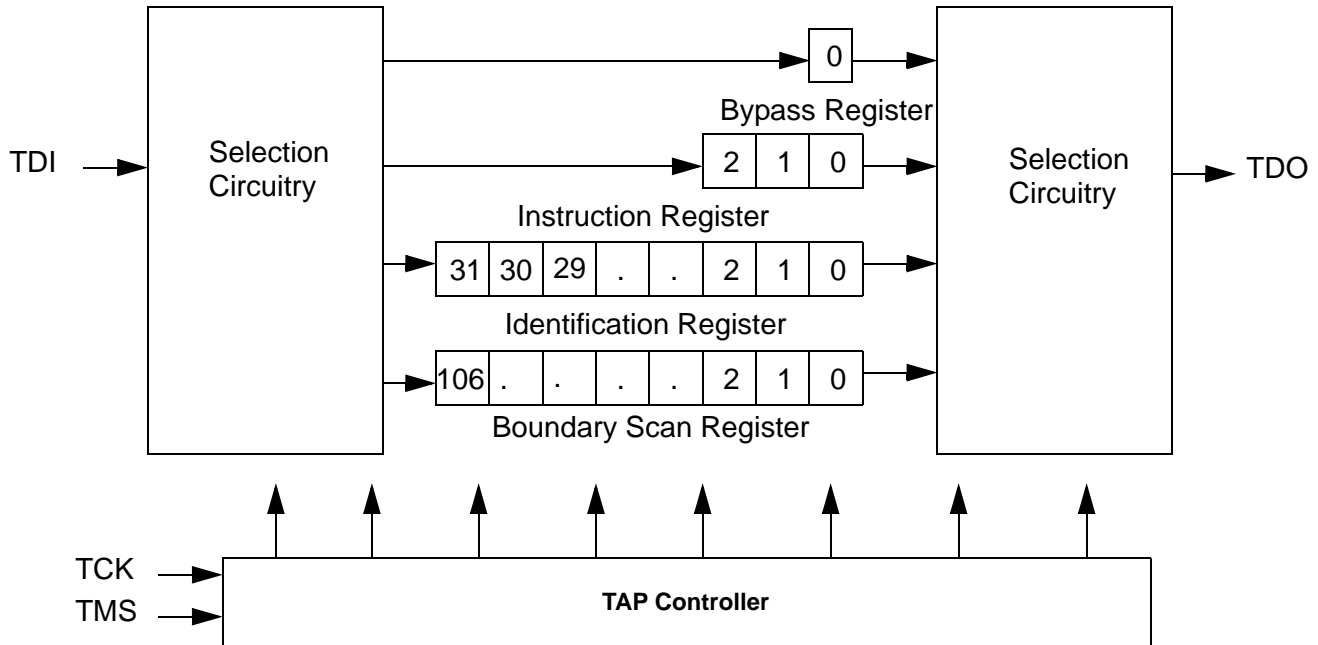 0
Bypass Register
Selection
Circuitry
2 1 0
Selection
Circuitry
TDI
TDO
Instruction Register
31 30 29 . . 2 1 0
Identification Register
106 . . . . 2 1 0
Boundary Scan Register
TCK
TMS
TAP Controller